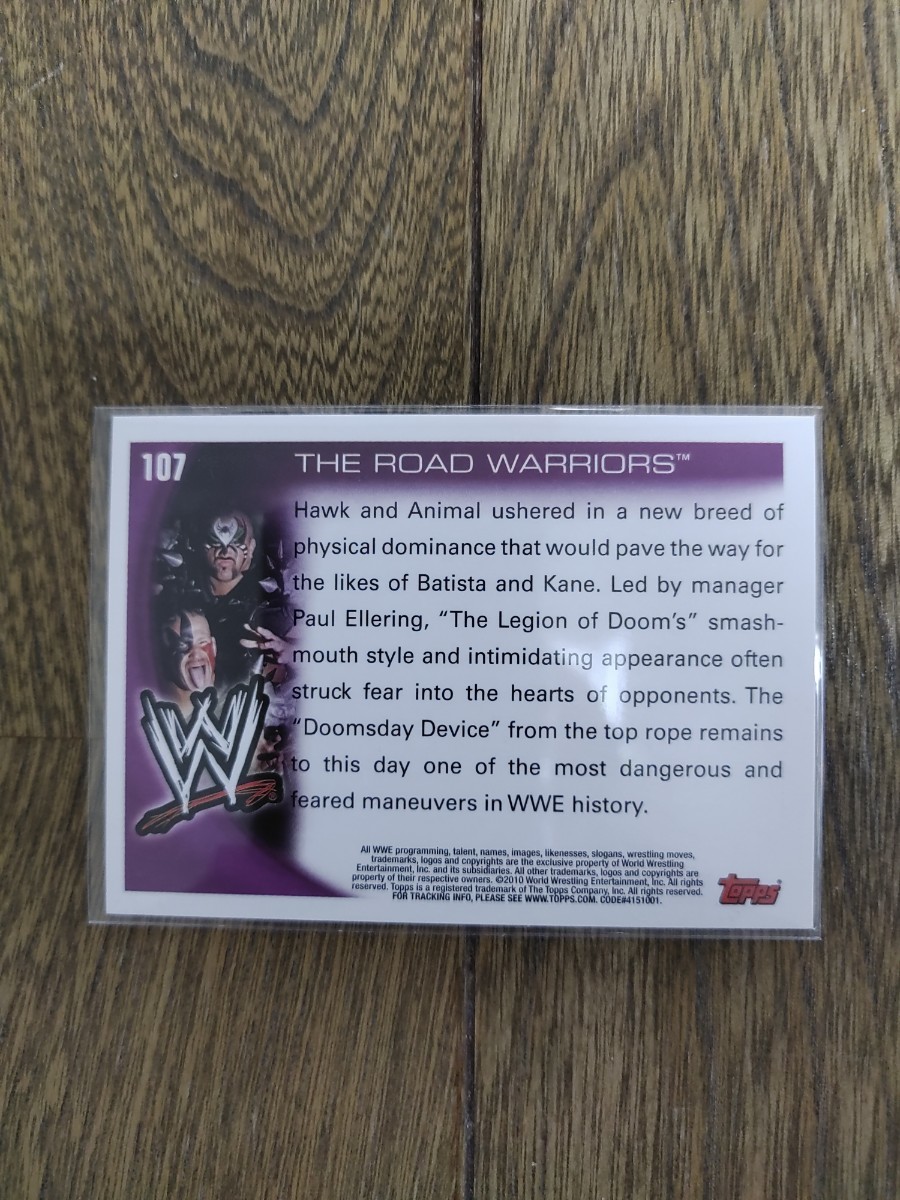 107
THE ROAD WARRIORS™
Hawk and Animal ushered in a new breed of
physical dominance that would pave the way for
the likes of Batista and Kane. Led by manager
Paul Ellering, “The Legion of Doom’s” smash-
mouth style and intimidating appearance often
struck fear into the hearts of opponents. The
“Doomsday Device” from the top rope remains
to this day one of the most dangerous and
feared maneuvers in WWE history.
W
All WWE programming, talent, names, images, likenesses, slogans, wrestling moves,
trademarks, logos and copyrights are the exclusive property of World Wrestling
Entertainment, Inc. and its subsidiaries. All other trademarks, logos and copyrights are
property of their respective owners. ©2010 World Wrestling Entertainment, Inc. All rights
reserved. Topps is a registered trademark of The Topps Company, Inc. All rights reserved.
FOR TRACKING INFO, PLEASE SEE WWW.TOPPS.COM. CODE#4151001.
topps®